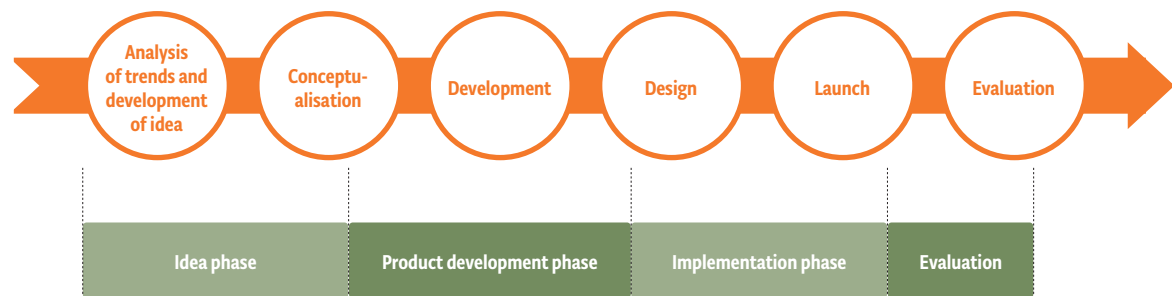 Analysis
of trends and
development
of idea
Conceptu-
alisation
Development
Design
Launch
Evaluation
Idea phase
Product development phase
Implementation phase
Evaluation